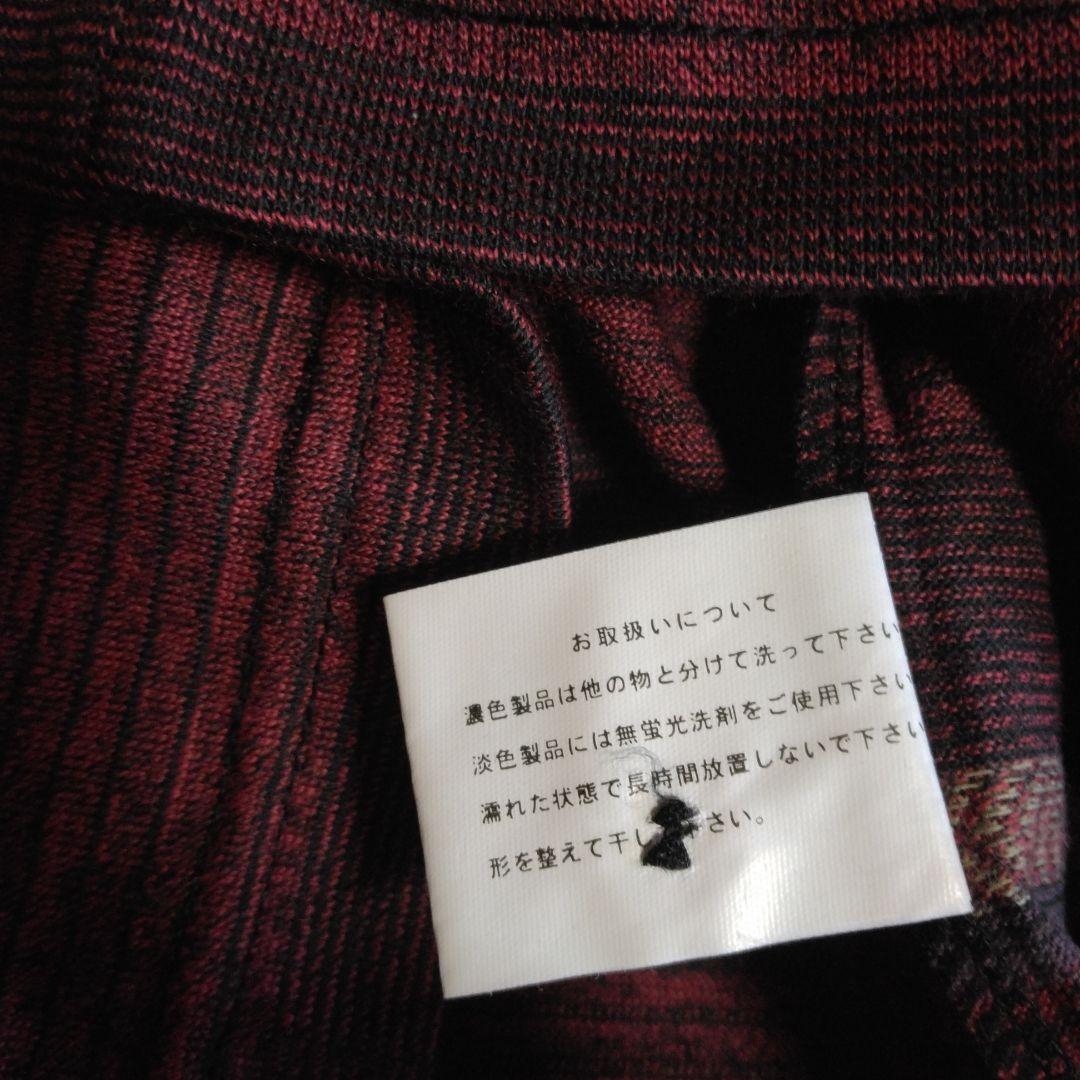 お取扱いについて
濃色製品は他の物と分けて洗って下さい
淡色製品には無蛍光洗剤をご使用下さい
濡れた状態で長時間放置しないで下さい
形を整えて干し さい。